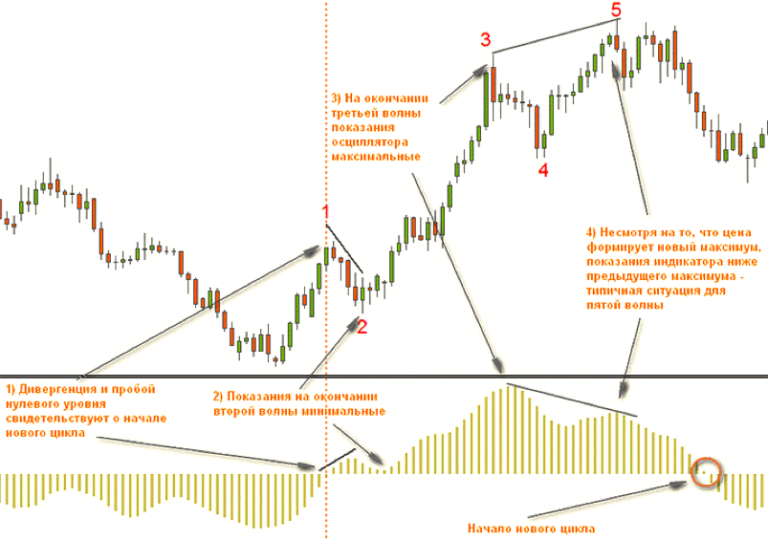 5
3
3) На окончании
третьей волны
показания
осциллятора
максимальные
4
1
4) Несмотря на то, что цена
формирует новый максимум,
показания индикатора ниже
предыдущего максимума -
типичная ситуация для
пятой волны
2
1) Дивергенция и пробой
нулевого уровня
свидетельствуют о начале
нового цикла
2) Показания на окончании
второй волны минимальные
Начало нового цикла